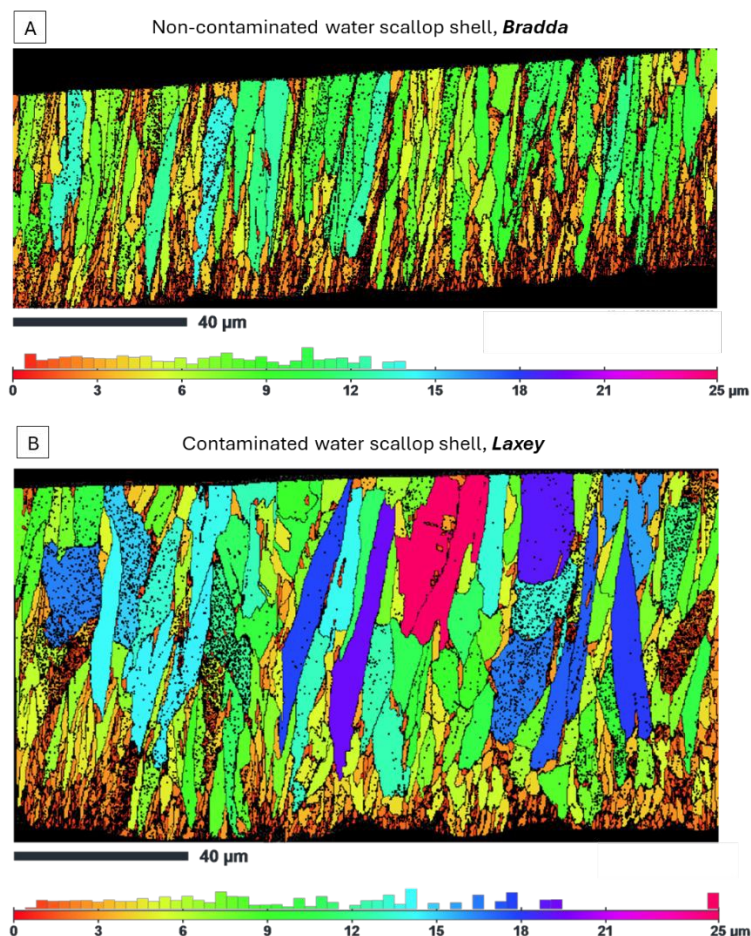 A
Non-contaminated water scallop shell, Bradda
40 µm
0 3 6 9 12 15 18 21 25 µm
B
Contaminated water scallop shell, Laxey
40 µm
0 3 6 9 12 15 18 21 25 µm